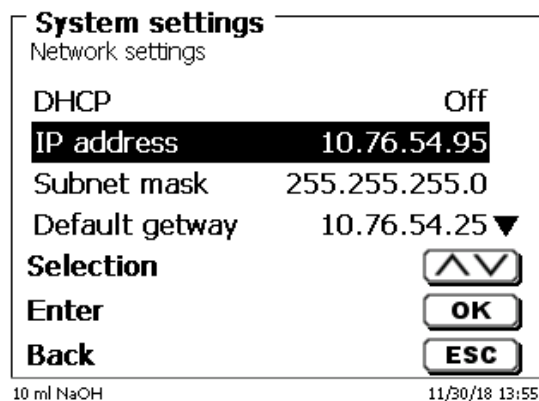 System settings
Network settings
DHCP Off
IP address 10.76.54.95
Subnet mask 255.255.255.0
Default getway 10.76.54.25
Selection
Enter OK
Back ESC
10 ml NaOH 11/30/18 13:55